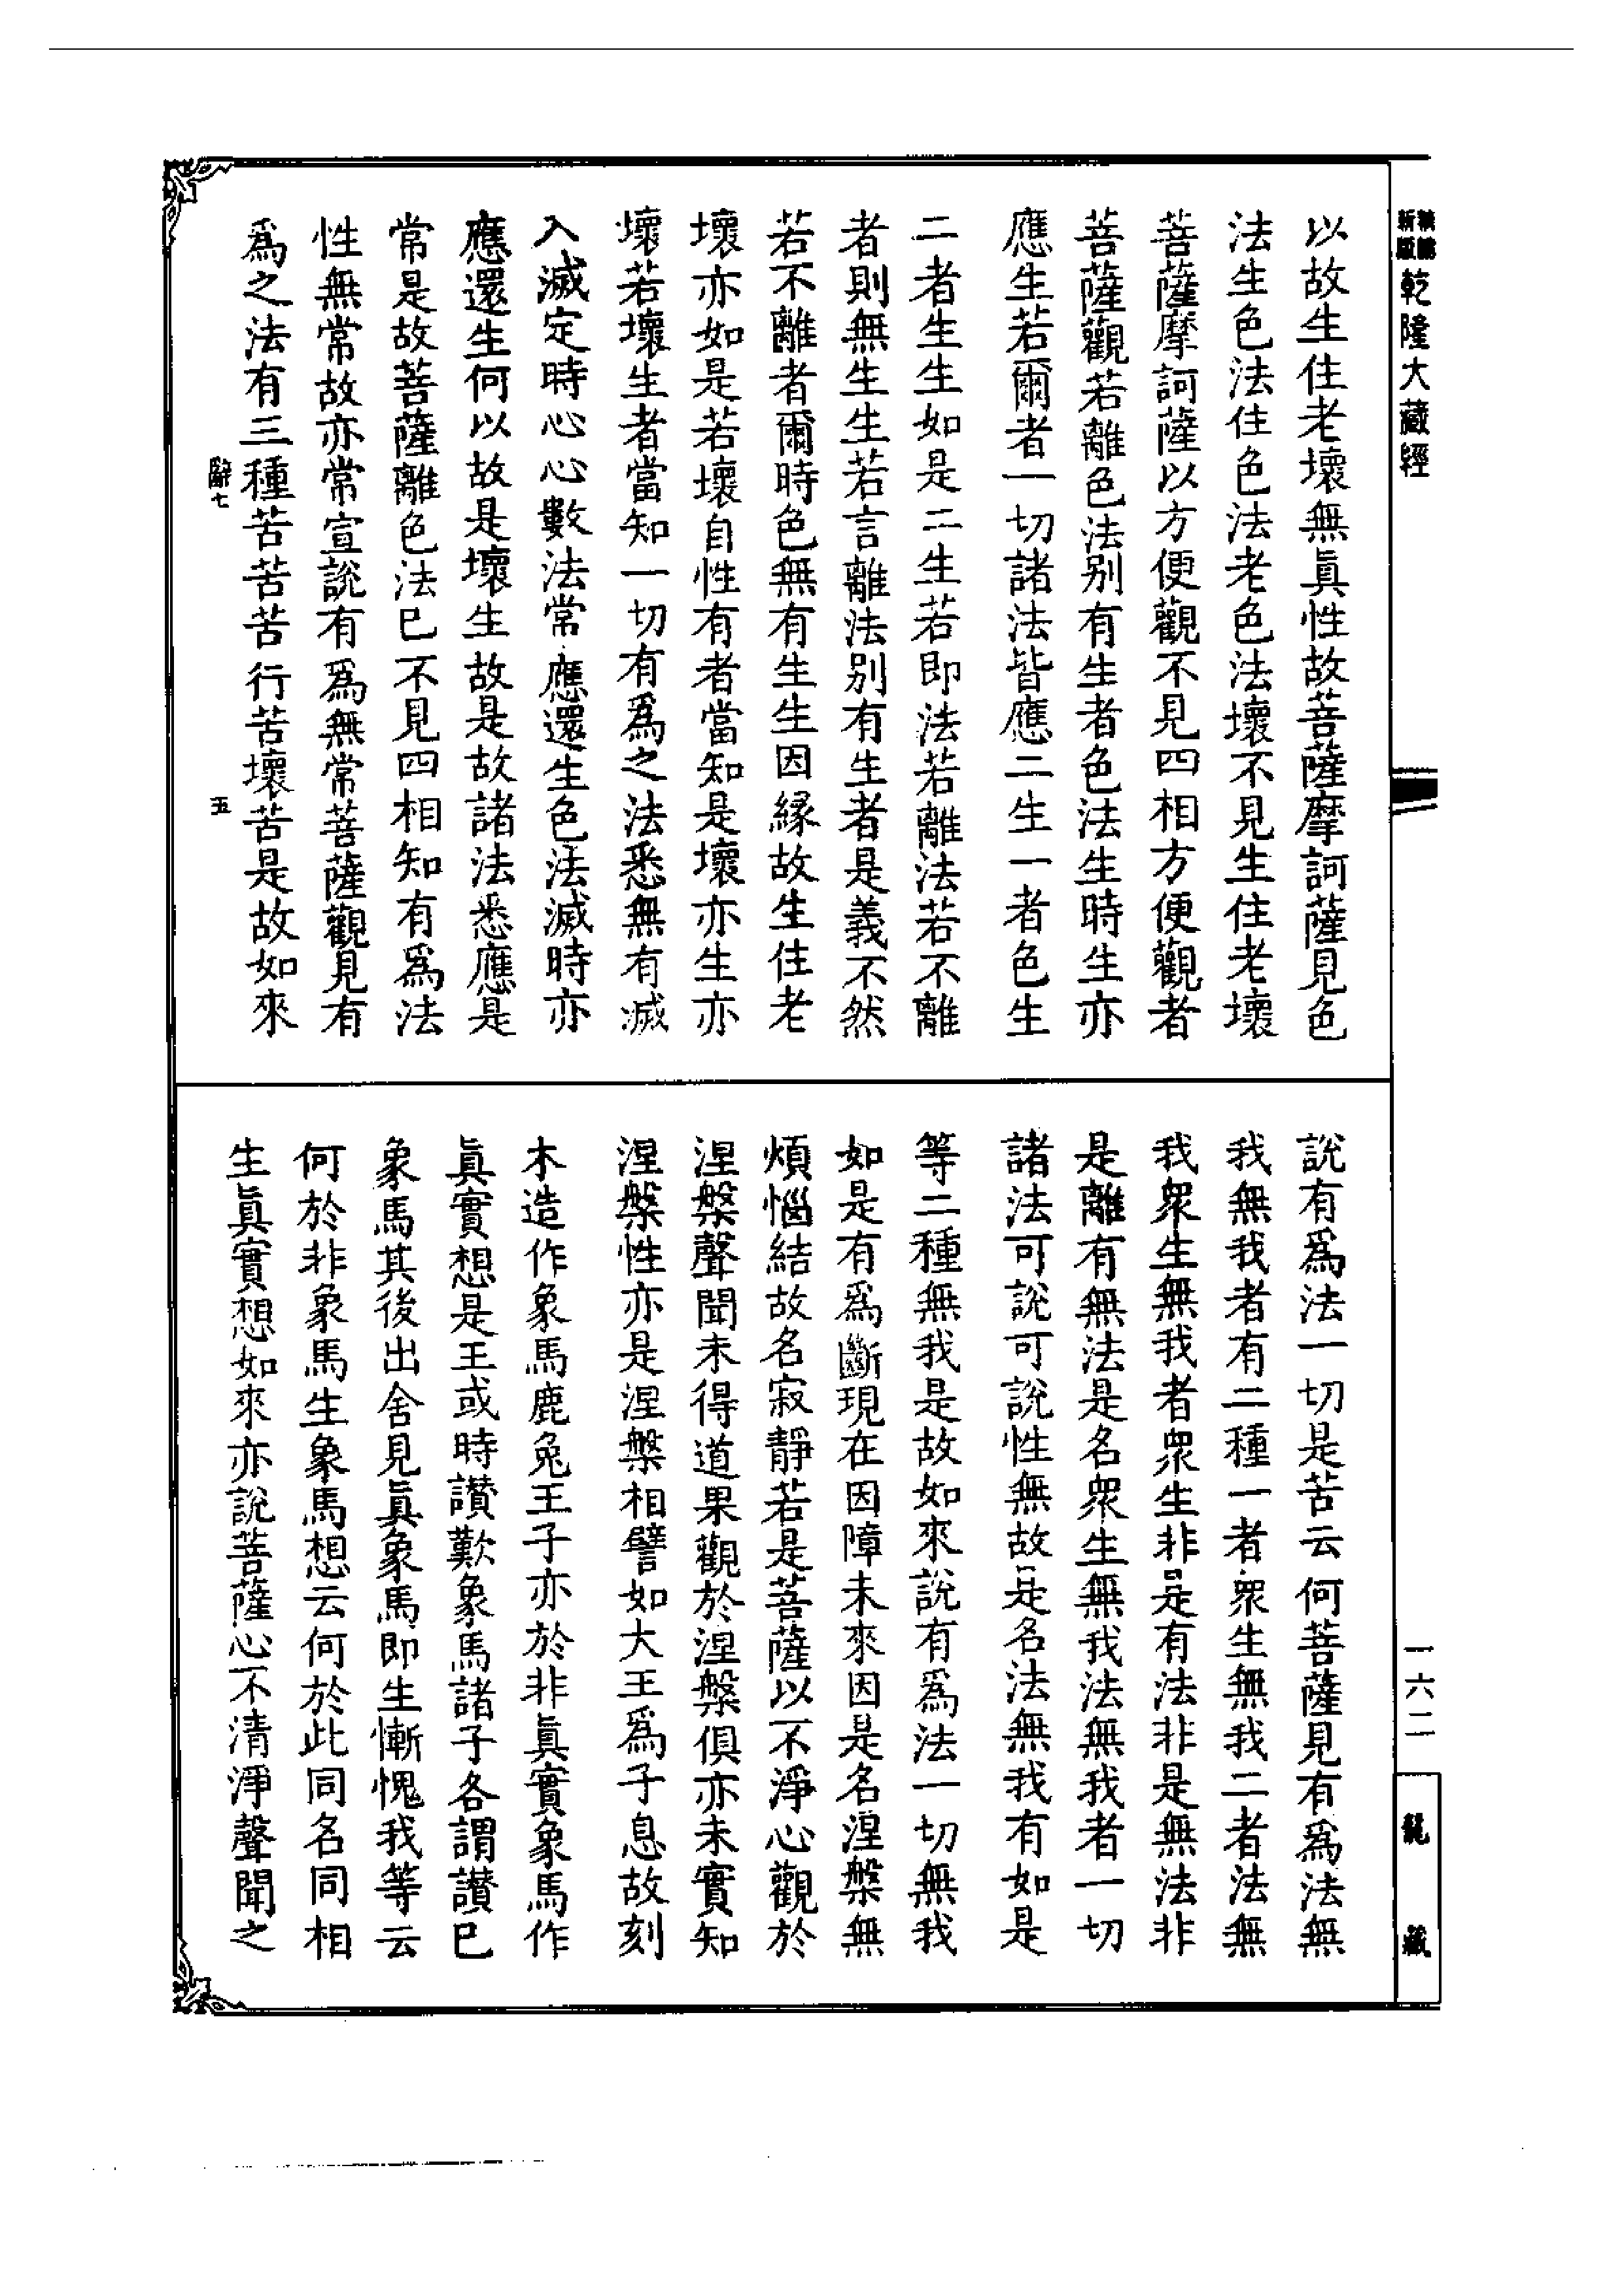 乾隆大藏經
以故生住老壞無眞性故菩薩摩訶薩見色
法生色法住色法老色法壞不見生住老壞
菩薩摩訶薩以方便觀不見四相方便觀者
菩薩觀若離色法别有生者色法生時生亦
應生若爾者一切諸法皆應二生一者色生
二者生生如是二生若即法若離法若不離
者則無生生若言離法别有生者是義不然
若不離者爾時色無有生生因緣故生住老
壞亦如是若壞自性有者當知是壞亦生亦
壞若壞生者當知一切有爲之法悉無有滅
入滅定時心心數法常應還生色法滅時亦
應還生何以故是壞生故是故諸法悉應是
常是故菩薩離色法已不見四相知有爲法
性無常故亦常宣說有爲無常菩薩觀見有
爲之法有三種苦苦苦行苦壞苦是故如來
辭七
五
說有爲法一切是苦云何菩薩見有爲法無
我無我者有二種一者衆生無我二者法無
我衆生無我者衆生非是有法非是無法非
是離有無法是名衆生無我法無我者一切
諸法可說可說性無故是名法無我有如是
等二種無我是故如來說有爲法一切無我
如是有爲斷現在因障未來因是名涅槃無
煩惱結故名寂靜若是菩薩以不淨心觀於
涅槃聲聞未得道果觀於涅槃俱亦未實知
涅槃性亦是涅槃相譬如大王爲子息故刻
木造作象馬鹿兔王子亦於非眞實象馬作
眞實想是王或時讃歎象馬諸子各謂讃已
象馬其後出舍見眞象馬即生慚愧我等云
何於非象馬生象馬想云何於此同名同相
生眞實想如來亦說菩薩心不清淨聲聞之
一六二
龍藏